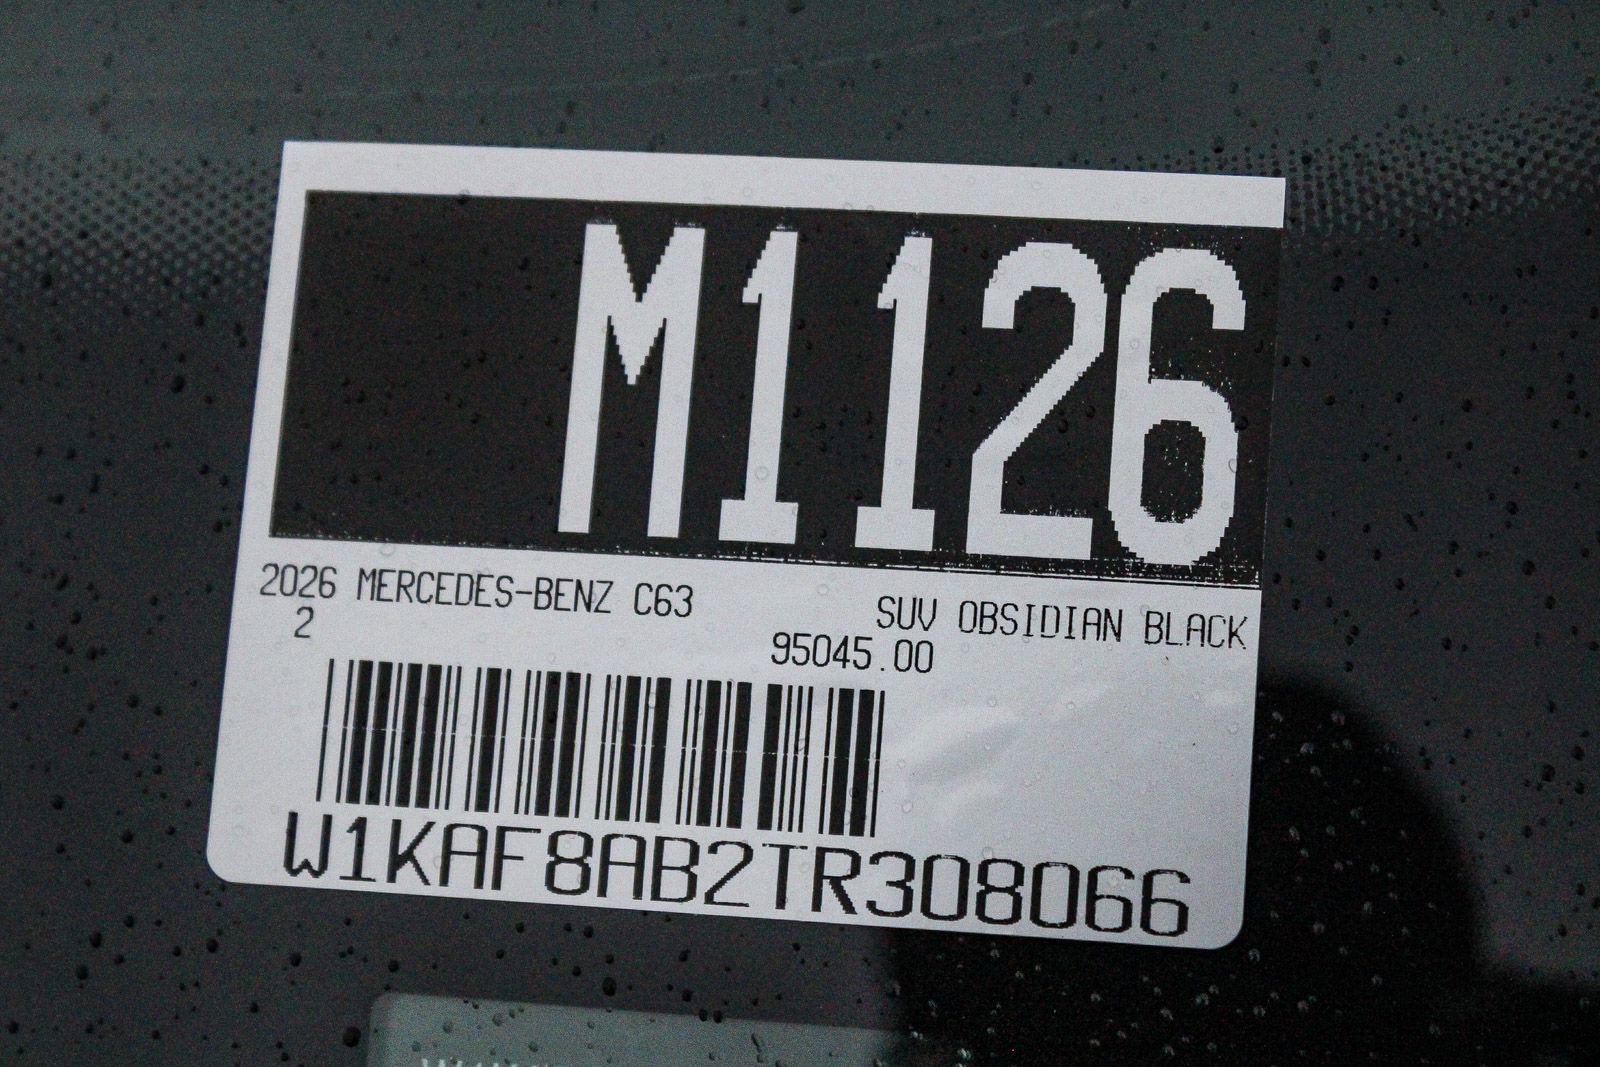 M1126
2026 MERCEDES-BENZ C63 SUV OBSIDIAN BLACK
2 95045.00
W1KAF8AB2TR308066